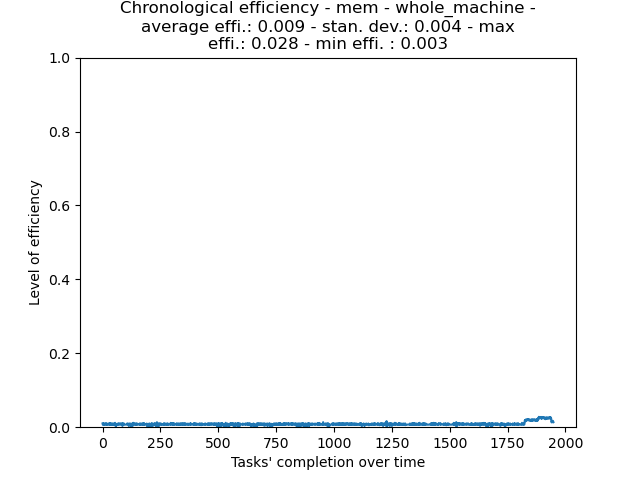 Chronological efficiency - mem - whole_machine -
average effi.: 0.009 - stan. dev.: 0.004 - max
effi.: 0.028 - min effi. : 0.003
1.0
0.8
0.6
0.4
0.2
0.0
Level of efficiency
0 250 500 750 1000 1250 1500 1750 2000
Tasks' completion over time